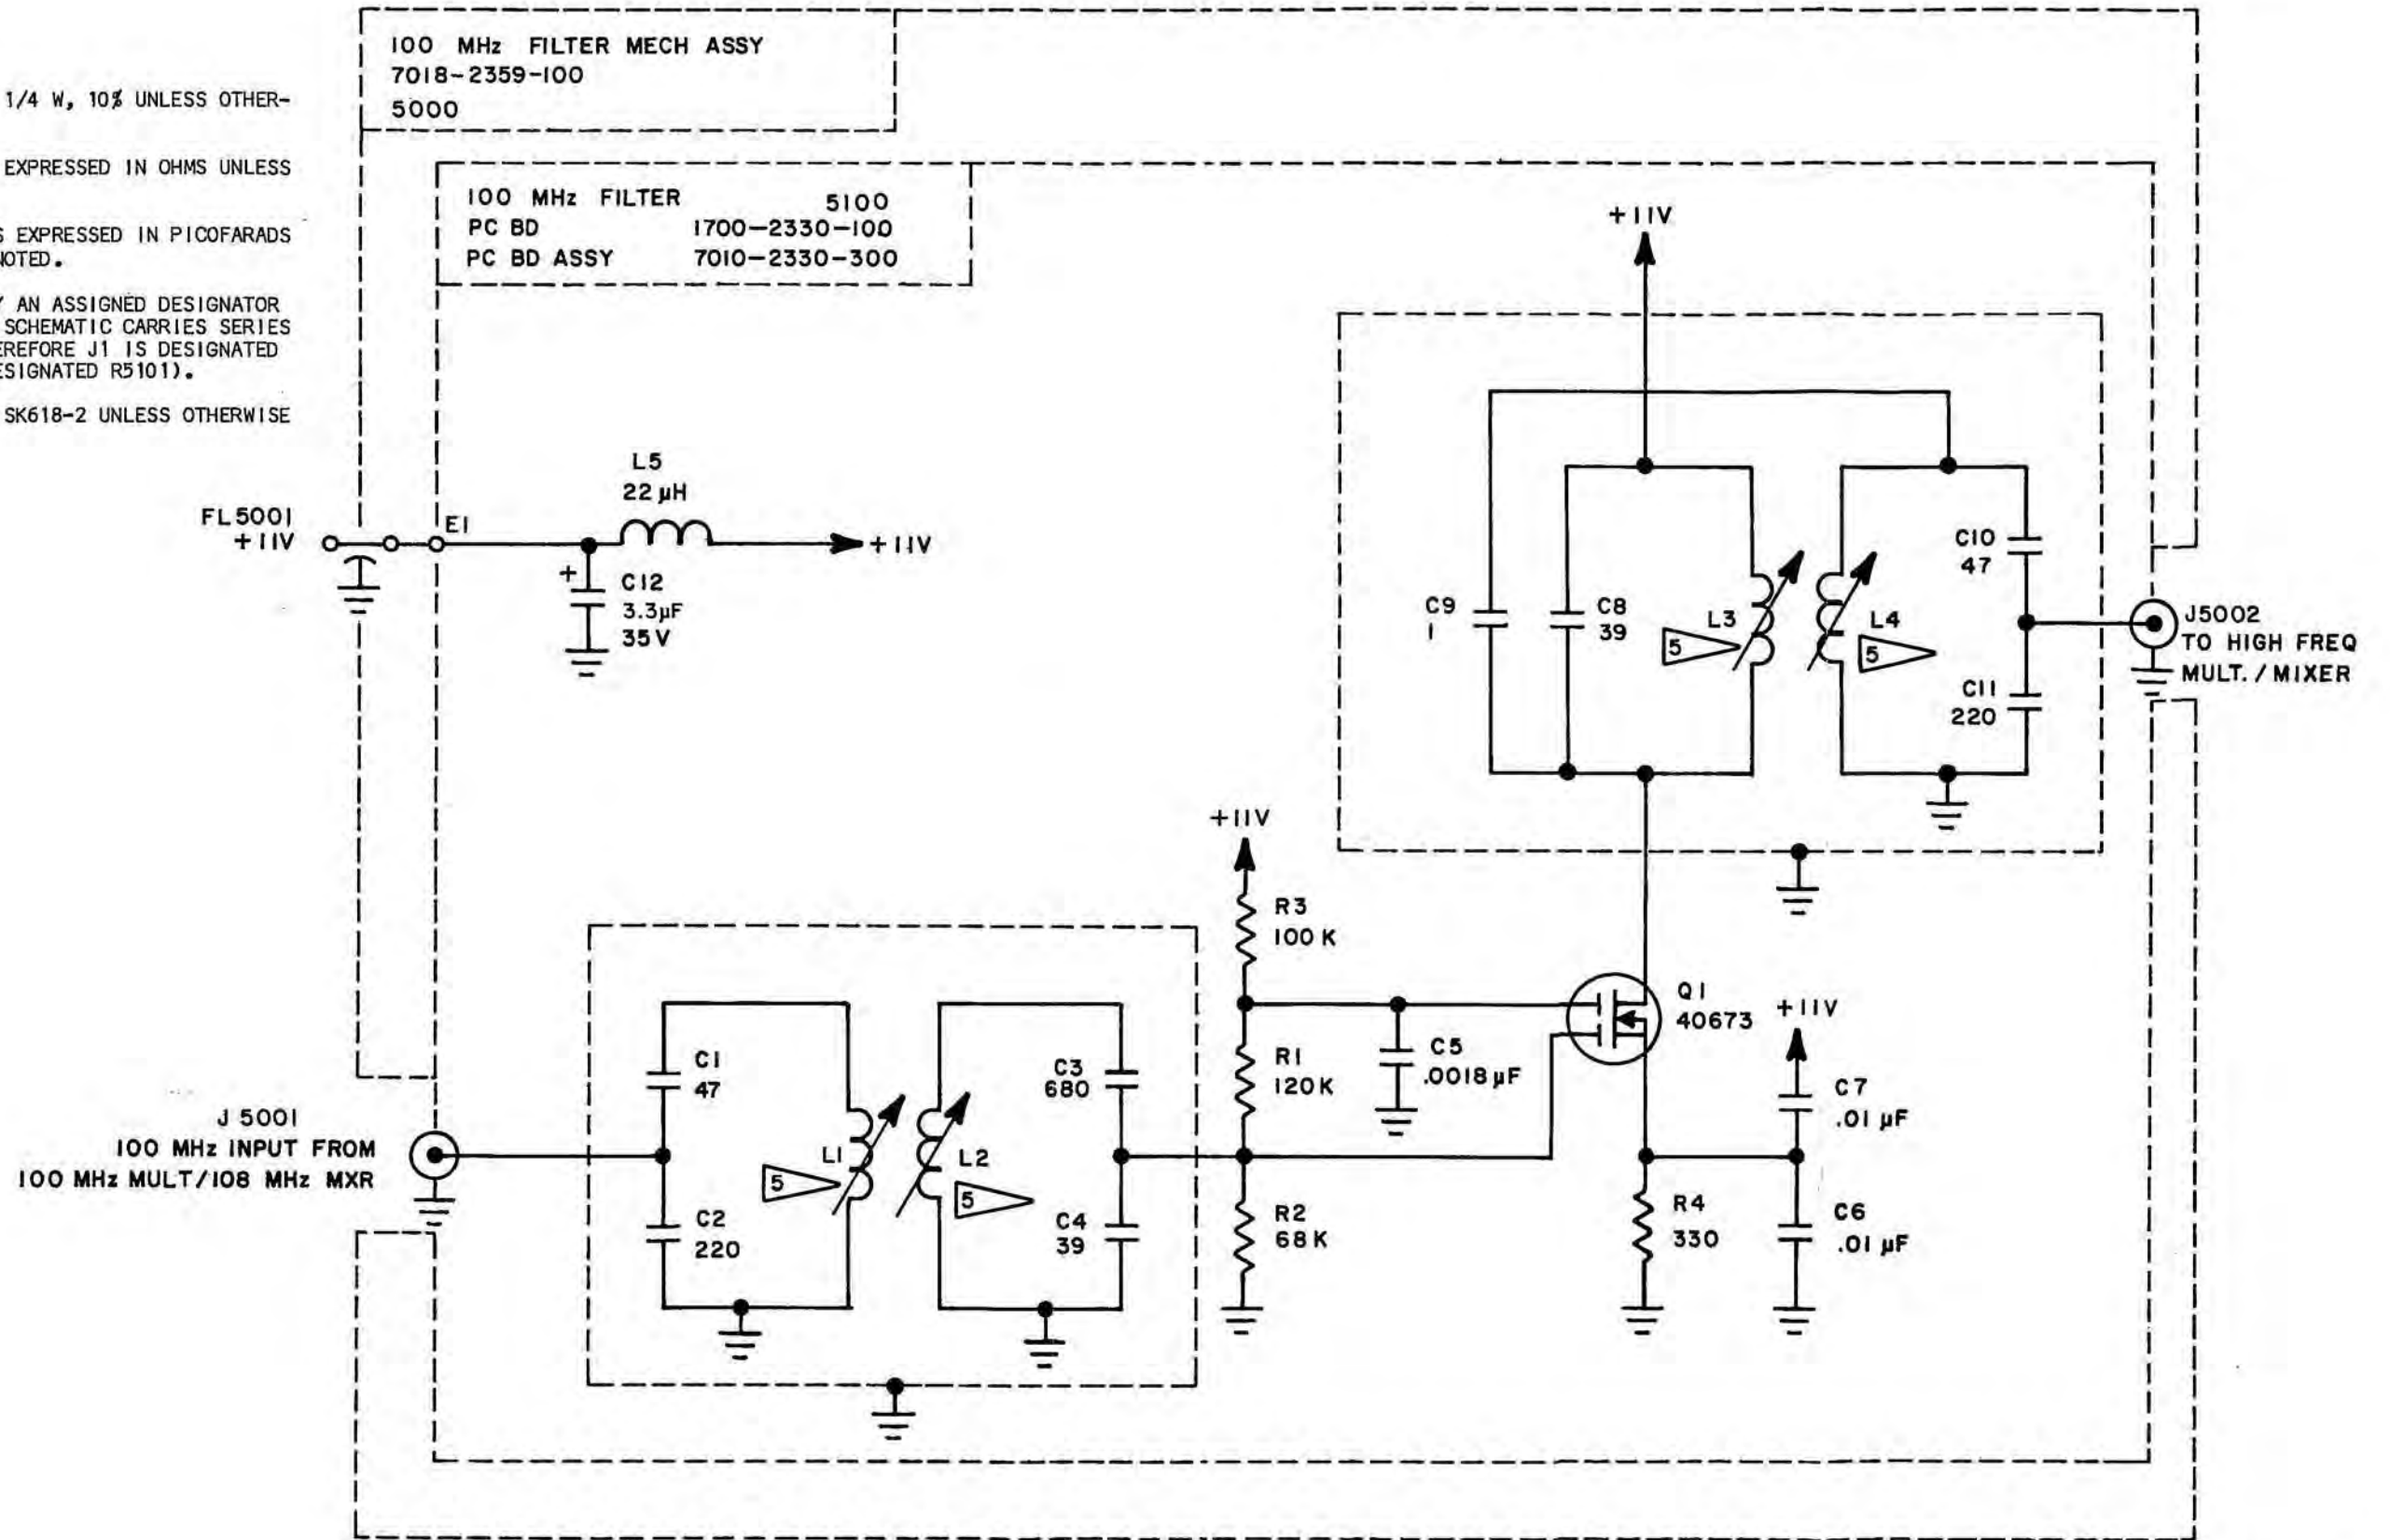 1/4 W, 10% UNLESS OTHER-
EXPRESSED IN OHMS UNLESS
EXPRESSED IN PICOFARADS
NOTED.
AN ASSIGNED DESIGNATOR
SCHEMATIC CARRIES SERIES
EREFORE J1 IS DESIGNATED
ESIGNATED R5101).
SK618-2 UNLESS OTHERWISE
100 MHz FILTER MECH ASSY
7018-2359-100
5000
100 MHz FILTER 5100
PC BD 1700-2330-100
PC BD ASSY 7010-2330-300
+11V
L5
22 µH
FL5001
+11V
E1
+11V
+
C12
3.3µF
35V
C9
1
C8
39
L3
5
L4
5
C10
47
C11
220
J5002
TO HIGH FREQ
MULT./MIXER
+11V
R3
100 K
Q1
40673
+11V
C1
47
C3
680
R1
120K
C5
.0018µF
C7
.01 µF
J 5001
100 MHz INPUT FROM
100 MHz MULT/108 MHz MXR
L1
5
L2
5
C2
220
C4
39
R2
68K
R4
330
C6
.01 µF